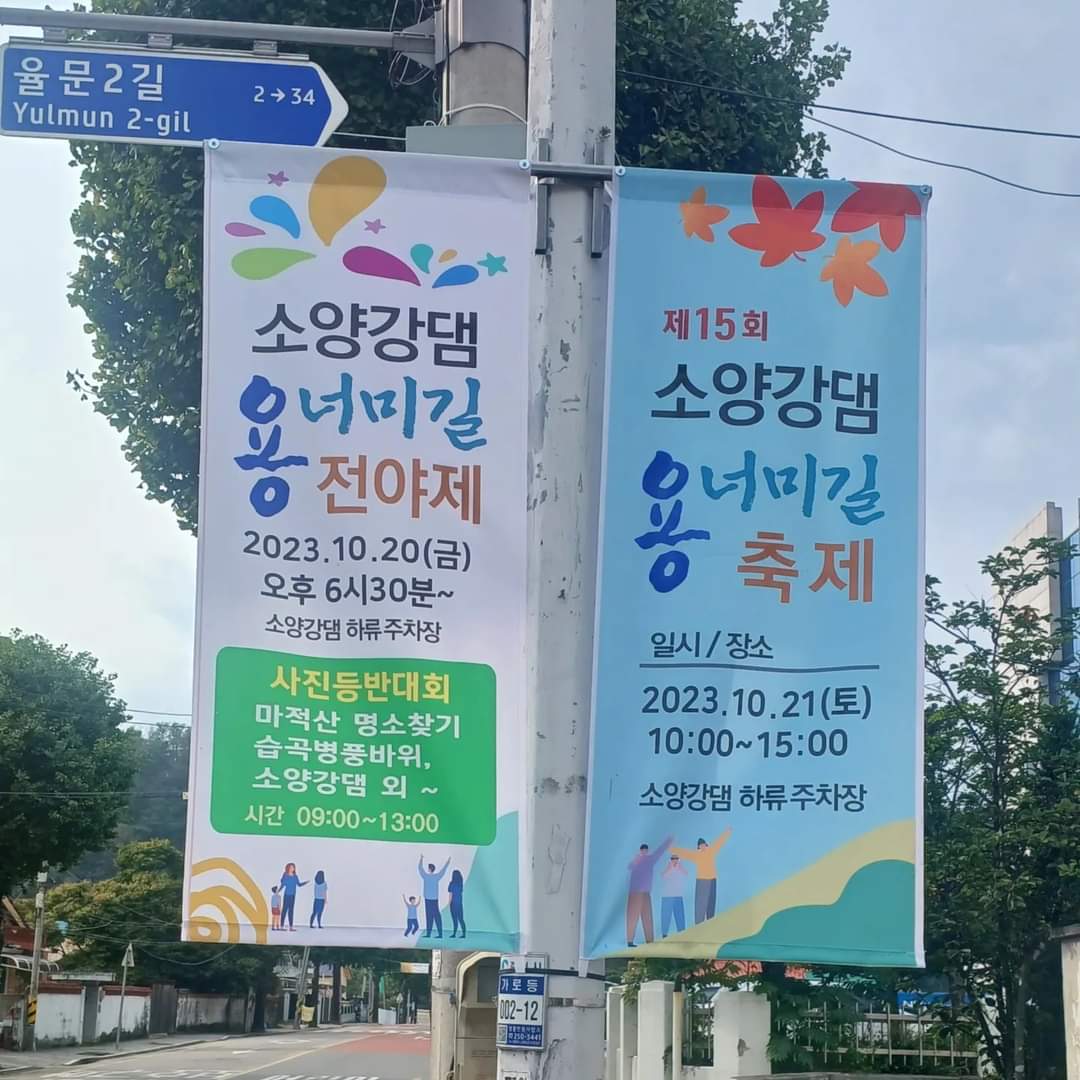 율문2길
2→34
Yulmun 2-gil
소양강댐
용너미길
전야제
2023.10.20(금)
오후 6시30분~
소양강댐 하류 주차장
사진등반대회
마적산 명소찾기
습곡병풍바위,
소양강댐 외 ~
시간 09:00~13:00
제15회
소양강댐
용너미길
축제
일시 / 장소
2023.10.21(토)
10:00~15:00
소양강댐 하류 주차장
가로등
002-12
250-3441